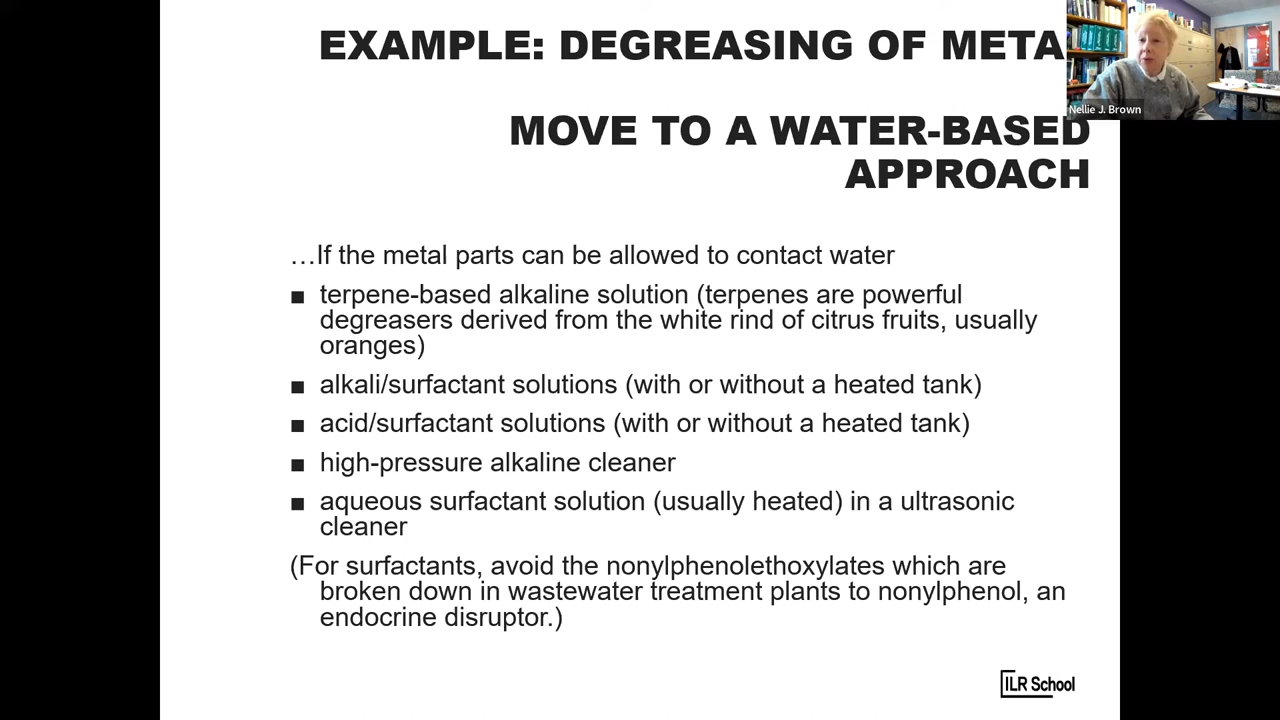 EXAMPLE: DEGREASING OF META
Nellie J. Brown
MOVE TO A WATER-BASED
APPROACH
…If the metal parts can be allowed to contact water
■ terpene-based alkaline solution (terpenes are powerful
degreasers derived from the white rind of citrus fruits, usually
oranges)
■ alkali/surfactant solutions (with or without a heated tank)
■ acid/surfactant solutions (with or without a heated tank)
■ high-pressure alkaline cleaner
■ aqueous surfactant solution (usually heated) in a ultrasonic
cleaner
(For surfactants, avoid the nonylphenolethoxylates which are
broken down in wastewater treatment plants to nonylphenol, an
endocrine disruptor.)
ILR School